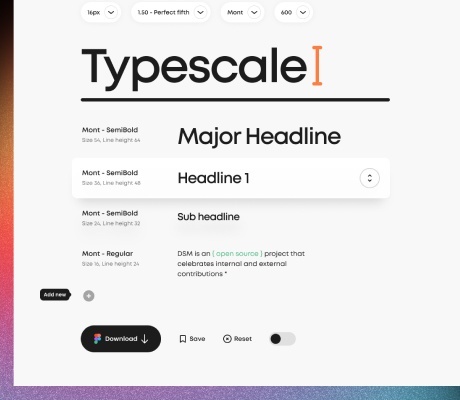 16px 1.50 - Perfect fifth Mont 600
Typescale
Mont - SemiBold
Size 54, Line height 64
Major Headline
Mont - SemiBold
Size 36, Line height 48
Headline 1
Mont - SemiBold
Size 24, Line height 32
Sub headline
Mont - Regular
Size 16, Line height 24
DSM is an { open source } project that
celebrates internal and external
contributions *
Add new
Download Save Reset